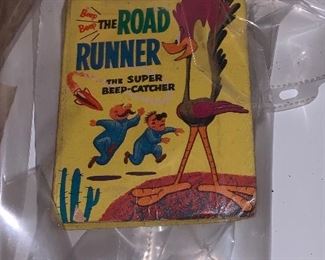 Beep
Beep THE ROAD
RUNNER
THE SUPER
BEEP-CATCHER